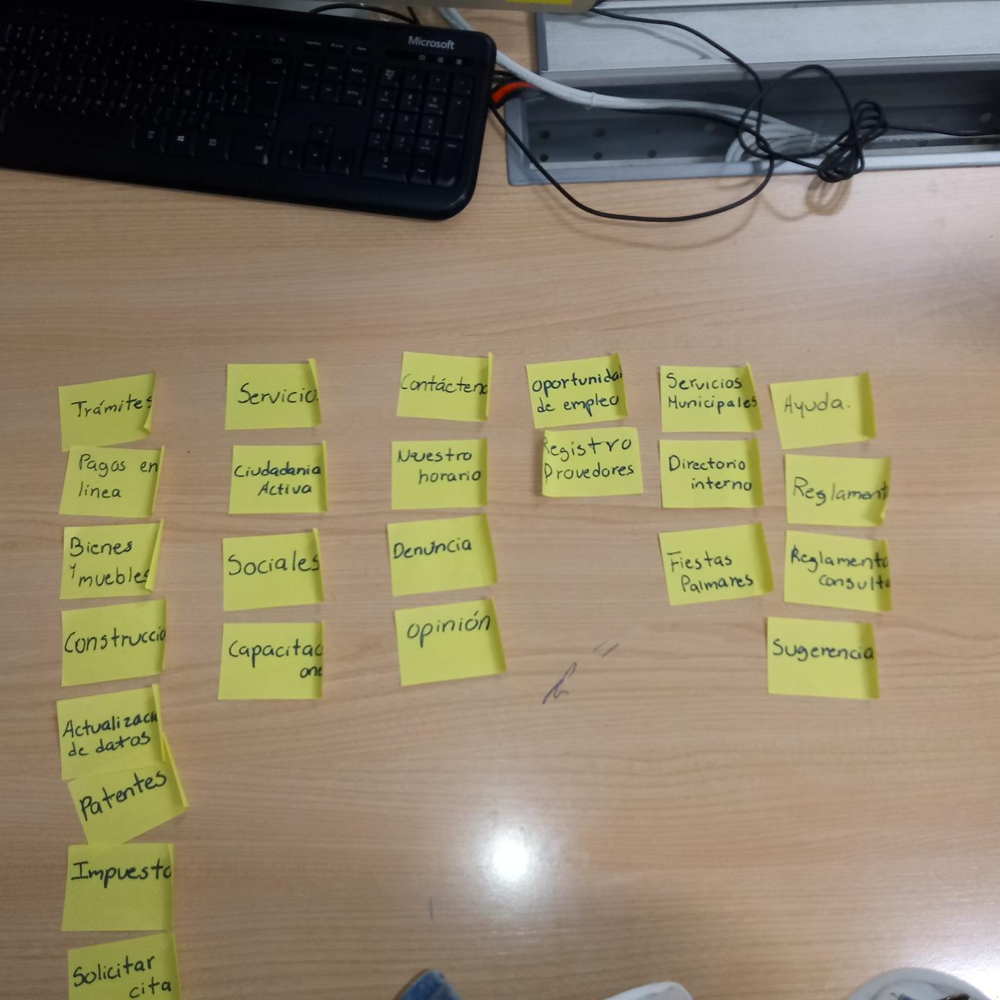 Microsoft
Trámites
Pagos en
línea
Bienes
y muebles
Construccio
Actualizaci
de datos
Patentes
Impuesto
Solicitar
cita
Servicio
Ciudadania
Activa
Sociales
Capacitac
one
Contácteno
Nuestro
horario
Denuncia
Opinión
Oportunidad
de empleo
Registro
Provedores
Servicios
Municipales
Directorio
interno
Fiestas
Palmares
Ayuda.
Reglament
Reglamento
consulta
Sugerencia